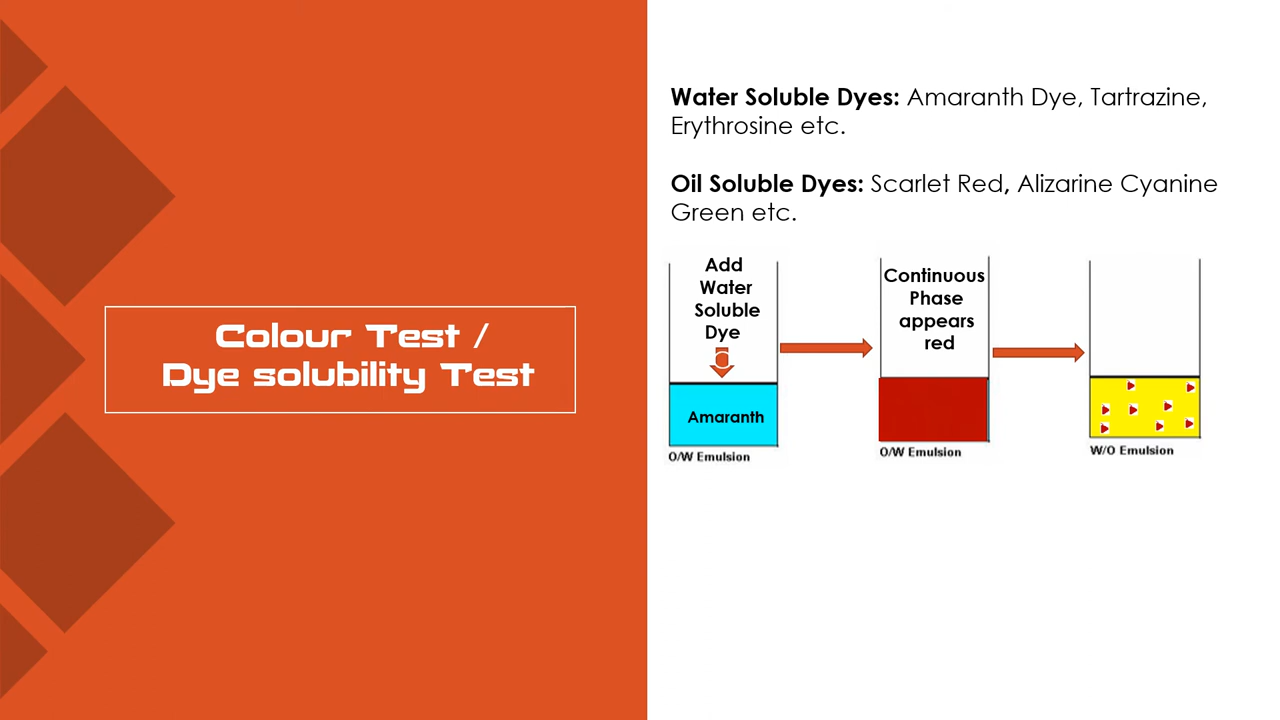 Colour Test /
Dye solubility Test
Water Soluble Dyes: Amaranth Dye, Tartrazine,
Erythrosine etc.
Oil Soluble Dyes: Scarlet Red, Alizarine Cyanine
Green etc.
Add
Water
Soluble
Dye
Amaranth
O/W Emulsion
Continuous
Phase
appears
red
O/W Emulsion
W/O Emulsion